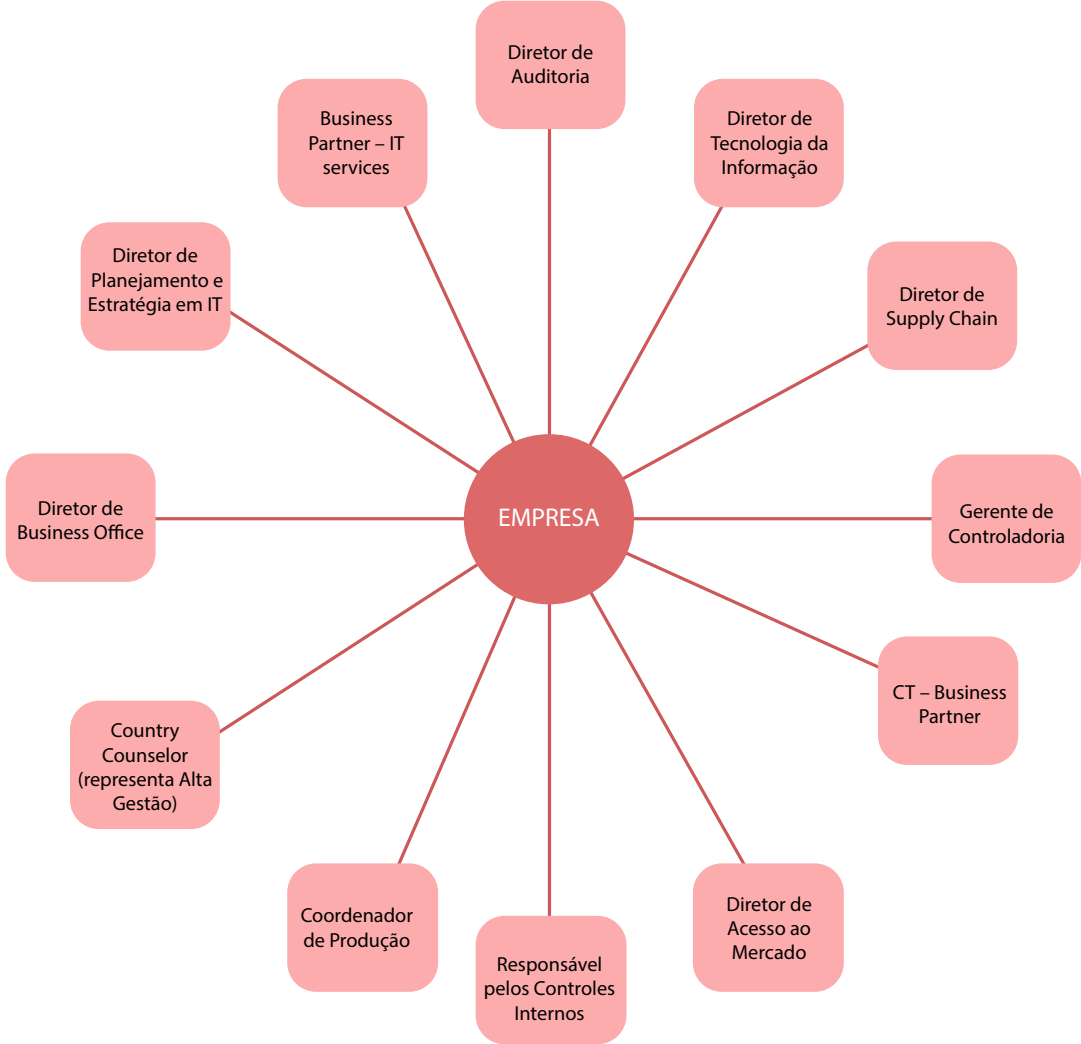 Diretor de
Auditoria
Business
Partner – IT
services
Diretor de
Tecnologia da
Informação
Diretor de
Planejamento e
Estratégia em IT
Diretor de
Supply Chain
Diretor de
Business Office
EMPRESA
Gerente de
Controladoria
CT – Business
Partner
Country
Counselor
(representa Alta
Gestão)
Coordenador
de Produção
Responsável
pelos Controles
Internos
Diretor de
Acesso ao
Mercado